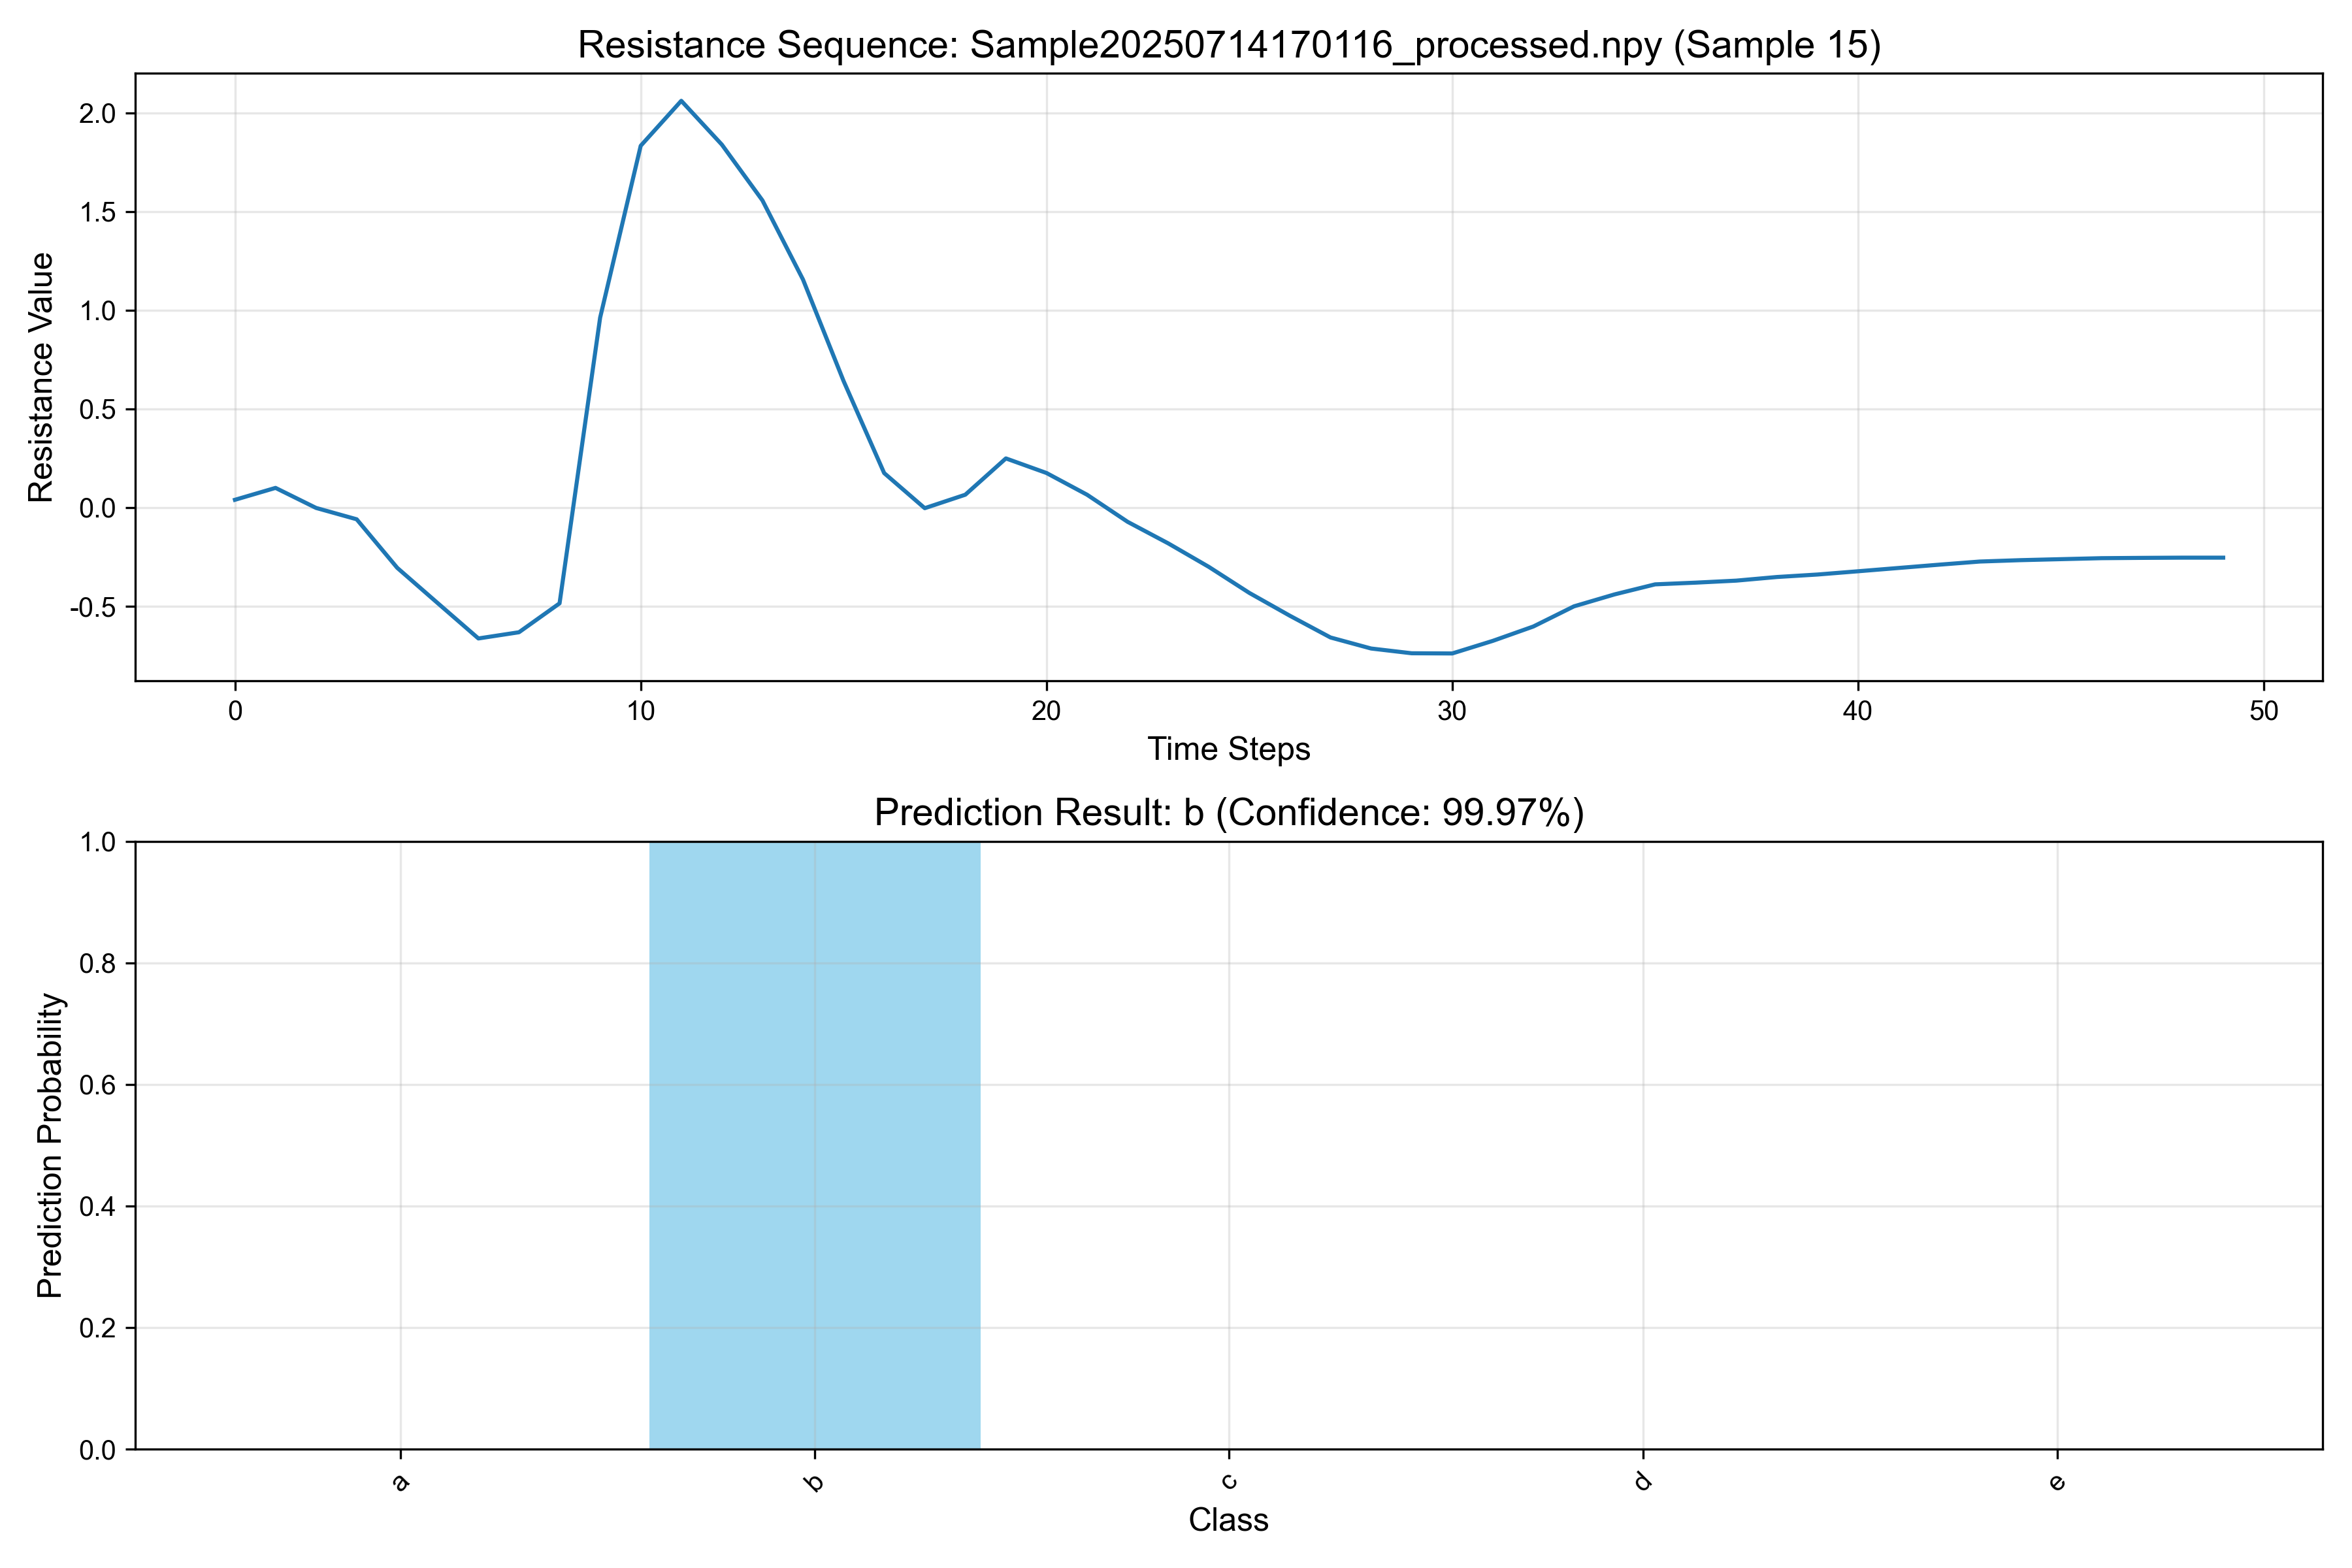 Resistance Sequence: Sample20250714170116_processed.npy (Sample 15)
Resistance Value
2.0
1.5
1.0
0.5
0.0
-0.5
0 10 20 30 40 50
Time Steps
Prediction Result: b (Confidence: 99.97%)
Prediction Probability
1.0
0.8
0.6
0.4
0.2
0.0
a b c d e
Class